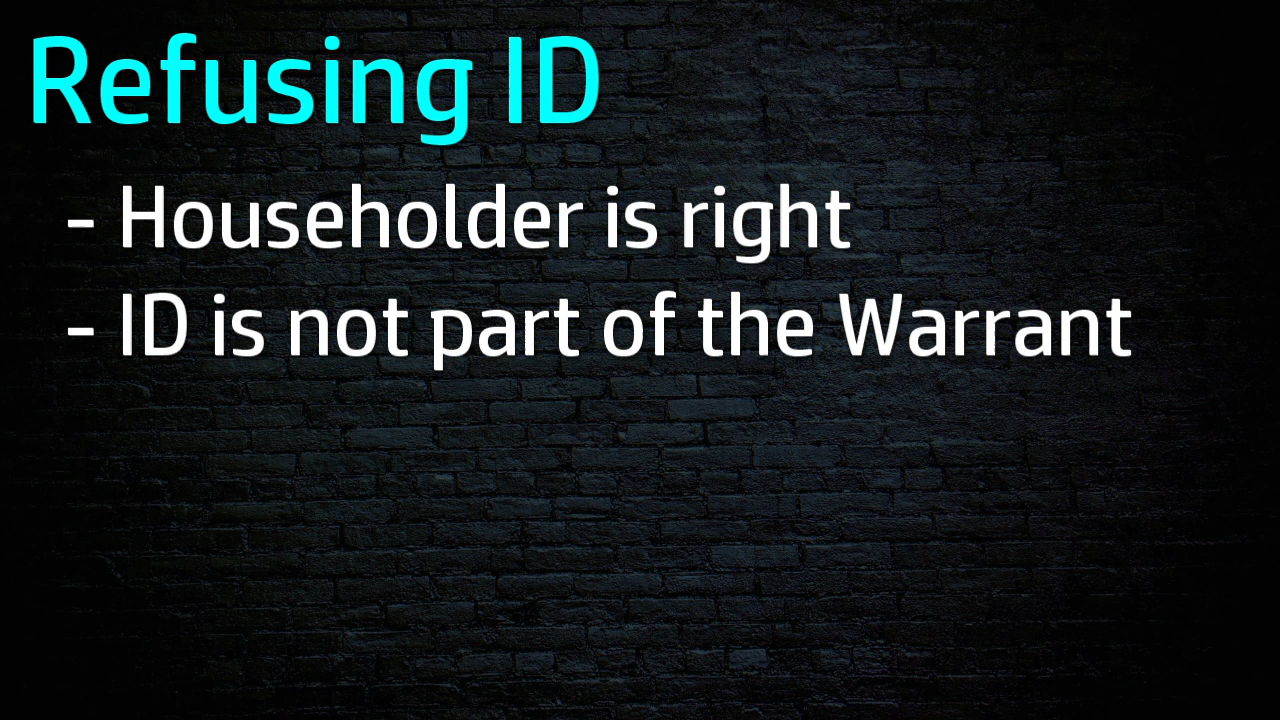 Refusing ID
- Householder is right
- ID is not part of the Warrant